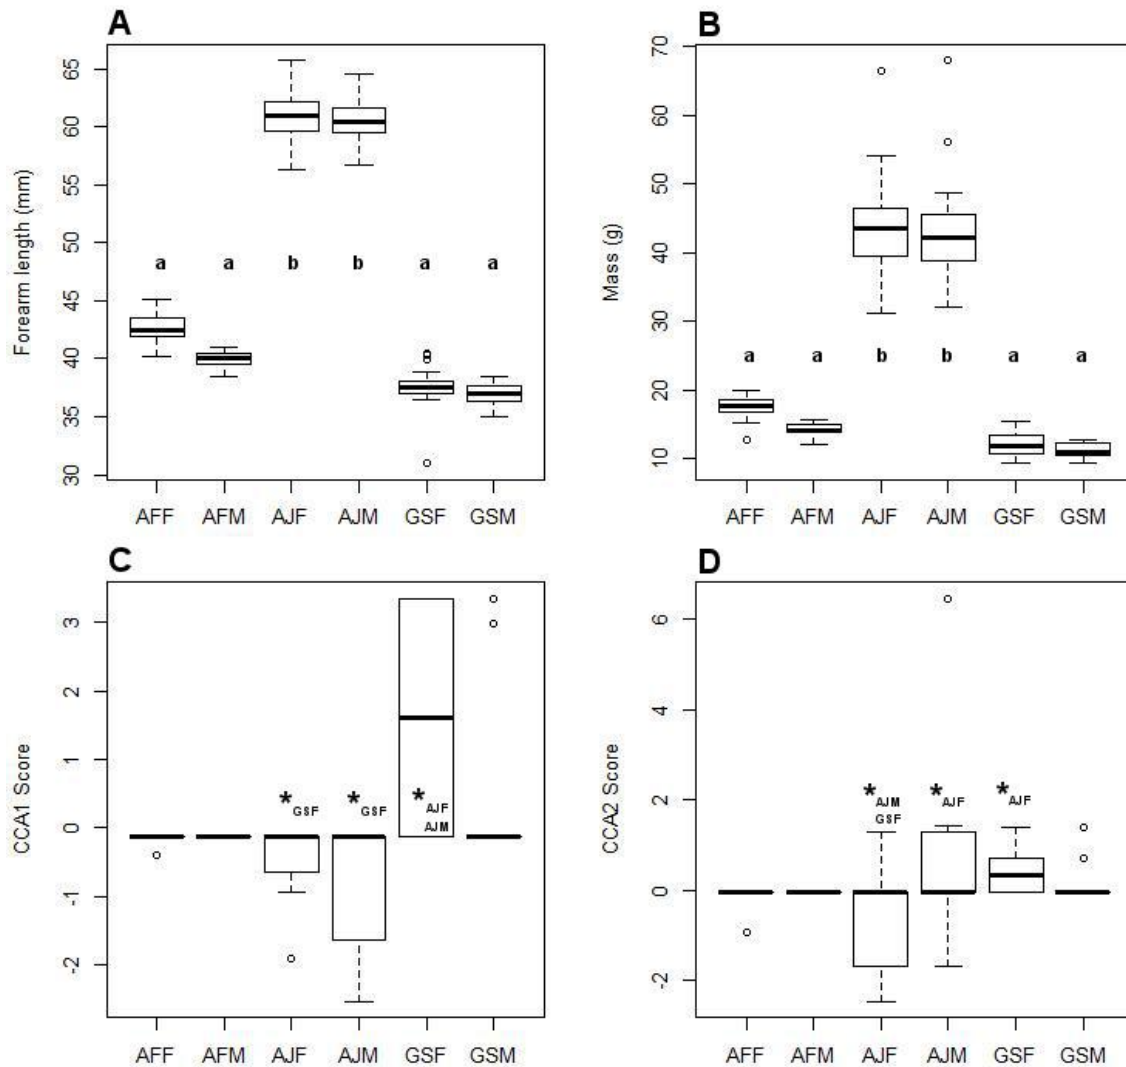 A
Forearm length (mm)
65
60
55
50
45
40
35
30
a a b b a a
AFF AFM AJF AJM GSF GSM
B
Mass (g)
70
60
50
40
30
20
10
a a b b a a
AFF AFM AJF AJM GSF GSM
C
CCA1 Score
3
2
1
0
-1
-2
* GSF
* GSF
* AJF
AJM
AFF AFM AJF AJM GSF GSM
D
CCA2 Score
6
4
2
0
-2
* AJM
GSF
* AJF
* AJF
AFF AFM AJF AJM GSF GSM